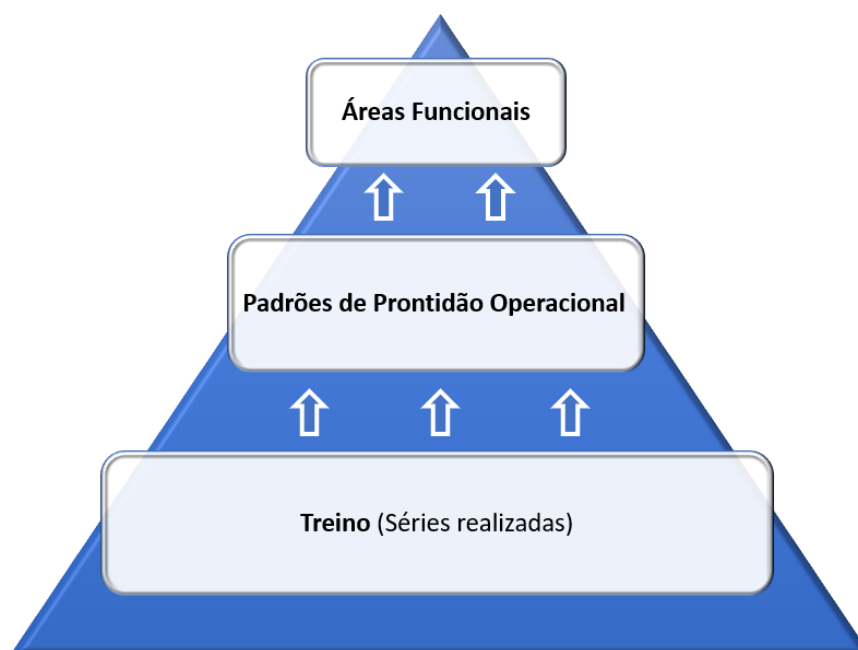 Áreas Funcionais
Padrões de Prontidão Operacional
Treino (Séries realizadas)